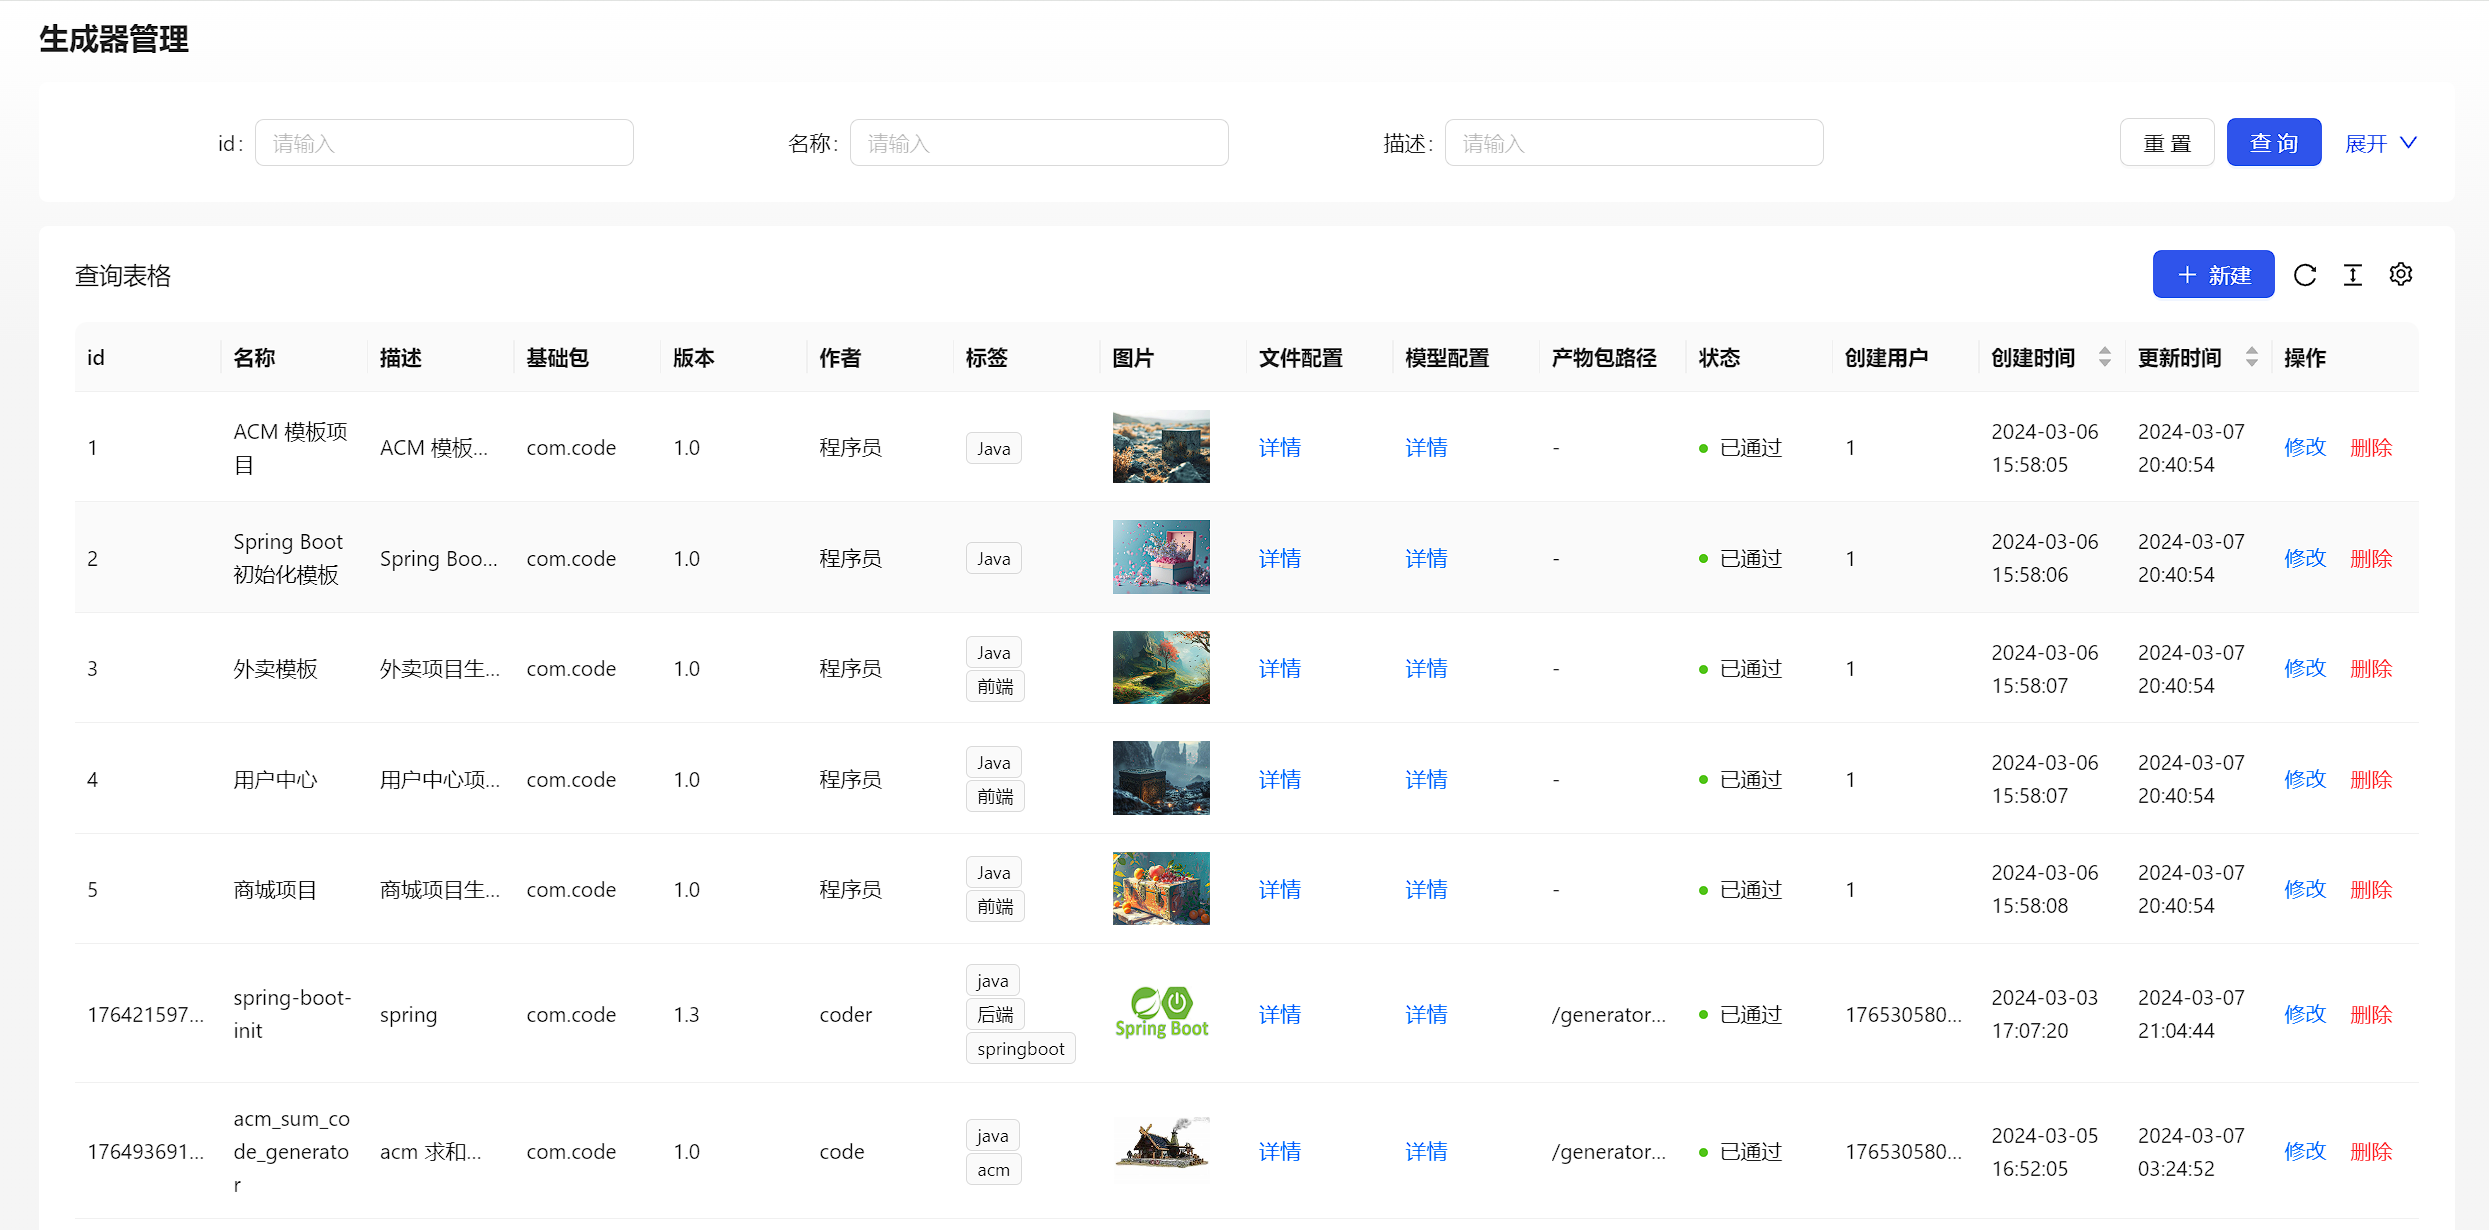 生成器管理
id: 请输入 名称: 请输入 描述: 请输入 重 置 查 询 展开
查询表格 + 新建
id 名称 描述 基础包 版本 作者 标签 图片 文件配置 模型配置 产物包路径 状态 创建用户 创建时间 更新时间 操作
1 ACM 模板项目 ACM 模板... com.code 1.0 程序员 Java 详情 详情 - 已通过 1 2024-03-06 15:58:05 2024-03-07 20:40:54 修改 删除
2 Spring Boot 初始化模板 Spring Boo... com.code 1.0 程序员 Java 详情 详情 - 已通过 1 2024-03-06 15:58:06 2024-03-07 20:40:54 修改 删除
3 外卖模板 外卖项目生... com.code 1.0 程序员 Java 前端 详情 详情 - 已通过 1 2024-03-06 15:58:07 2024-03-07 20:40:54 修改 删除
4 用户中心 用户中心项... com.code 1.0 程序员 Java 前端 详情 详情 - 已通过 1 2024-03-06 15:58:07 2024-03-07 20:40:54 修改 删除
5 商城项目 商城项目生... com.code 1.0 程序员 Java 前端 详情 详情 - 已通过 1 2024-03-06 15:58:08 2024-03-07 20:40:54 修改 删除
176421597... spring-boot-init spring com.code 1.3 coder java 后端 springboot Spring Boot 详情 详情 /generator... 已通过 176530580... 2024-03-03 17:07:20 2024-03-07 21:04:44 修改 删除
176493691... acm_sum_code_generator acm 求和... com.code 1.0 code java acm 详情 详情 /generator... 已通过 176530580... 2024-03-05 16:52:05 2024-03-07 03:24:52 修改 删除